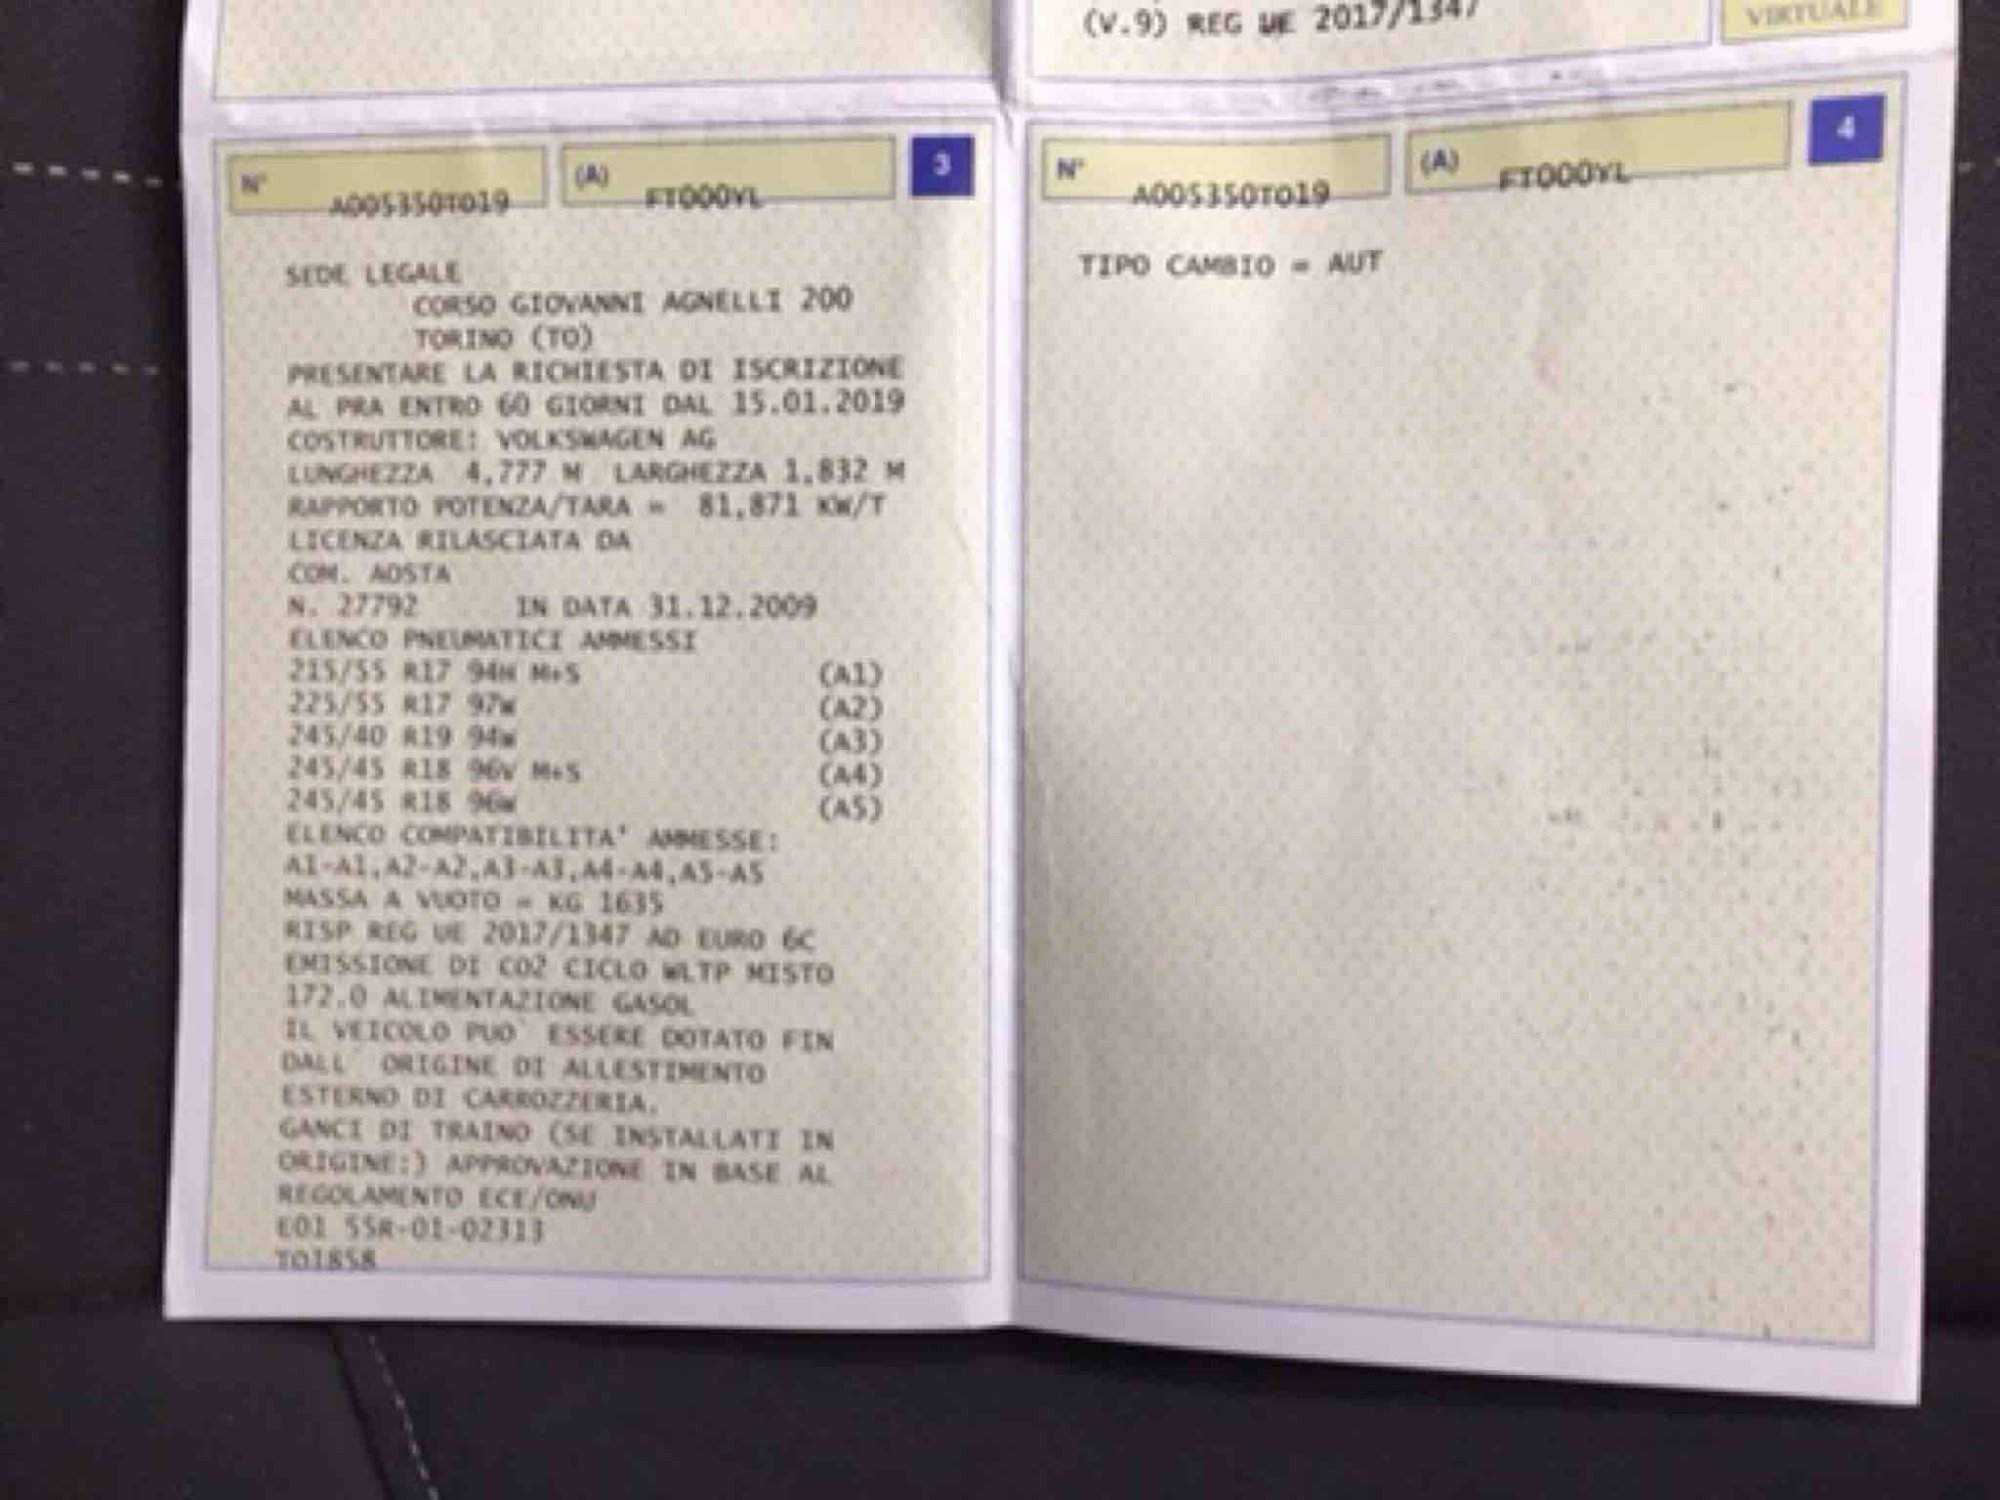 (V.9) REG UE 2017/1347
VIRTUALE
N° A005350TO19 (A) FT000YL 3
SEDE LEGALE
CORSO GIOVANNI AGNELLI 200
TORINO (TO)
PRESENTARE LA RICHIESTA DI ISCRIZIONE
AL PRA ENTRO 60 GIORNI DAL 15.01.2019
COSTRUTTORE: VOLKSWAGEN AG
LUNGHEZZA 4,777 M LARGHEZZA 1,832 M
RAPPORTO POTENZA/TARA = 81,871 KW/T
LICENZA RILASCIATA DA
COM. AOSTA
N. 27792 IN DATA 31.12.2009
ELENCO PNEUMATICI AMMESSI
215/55 R17 94H M+S (A1)
225/55 R17 97W (A2)
245/40 R19 94W (A3)
245/45 R18 96V M+S (A4)
245/45 R18 96W (A5)
ELENCO COMPATIBILITA' AMMESSE:
A1-A1,A2-A2,A3-A3,A4-A4,A5-A5
MASSA A VUOTO = KG 1635
RISP REG UE 2017/1347 AD EURO 6C
EMISSIONE DI CO2 CICLO WLTP MISTO
172.0 ALIMENTAZIONE GASOL
IL VEICOLO PUO` ESSERE DOTATO FIN
DALL` ORIGINE DI ALLESTIMENTO
ESTERNO DI CARROZZERIA.
GANCI DI TRAINO (SE INSTALLATI IN
ORIGINE:) APPROVAZIONE IN BASE AL
REGOLAMENTO ECE/ONU
E01 55R-01-02313
TO1858
N° A005350TO19 (A) FT000YL 4
TIPO CAMBIO = AUT